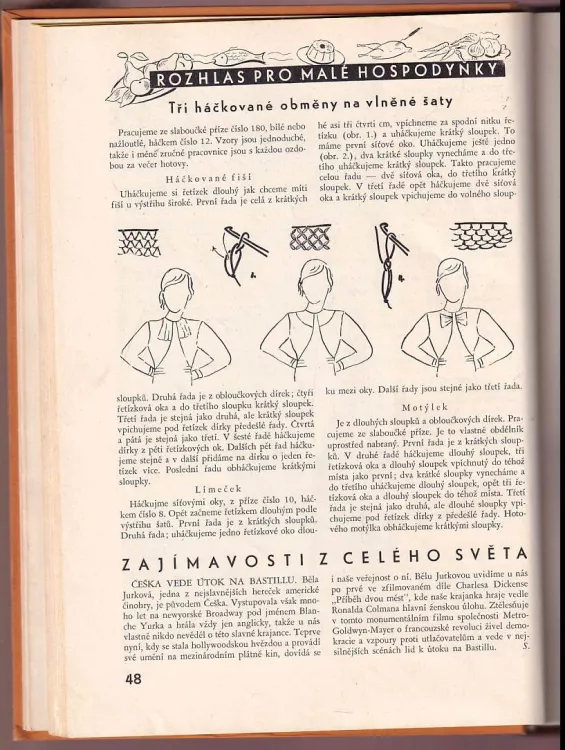 ROZHLAS PRO MALÉ HOSPODYŇKY
Tři háčkované obměny na vlněné šaty
Pracujeme ze slaboučké příze číslo 180, bílé nebo
nažloutlé, háčkem číslo 12. Vzory jsou jednoduché,
takže i méně zručné pracovnice jsou s každou ozdo-
bou za večer hotovy.
Háčkované fiší
Uháčkujeme si řetízek dlouhý jak chceme míti
fiší u výstřihu široké. První řada je celá z krátkých
hé asi tři čtvrti cm, vpíchneme za spodní nitku ře-
tízku (obr. 1.) a uháčkujeme krátký sloupek. To
máme první síťové oko. Uháčkujeme ještě jedno
(obr. 2.), dva krátké sloupky vynecháme a do tře-
tího uháčkujeme krátký sloupek. Takto pracujeme
celou řadu — dvě síťová oka, do třetího krátký
sloupek. V třetí řadě opět háčkujeme dvě síťová
oka a krátký sloupek vpichujeme do volného sloup-
sloupků. Druhá řada je z obloučkových dírek; čtyři
řetízková oka a do třetího sloupku krátký sloupek.
Třetí řada je stejná jako druhá, ale krátký sloupek
vpichujeme pod řetízek dírky předešlé řady. Čtvrtá
a pátá je stejná jako třetí. V šesté řadě háčkujeme
dírky z pěti řetízkových ok. Dalších pět řad háčku-
jeme stejně a v další přidáme na dírku o jeden ře-
tízek více. Poslední řadu obháčkujeme krátkými
sloupky.
Límeček
Háčkujme síťovými oky, z příze číslo 10, háč-
kem číslo 8. Opět začneme řetízkem dlouhým podle
výstřihu šatů. První řada je z krátkých sloupků.
Druhá řada; uháčkujeme jedno řetízkové oko dlou-
ku mezi oky. Další řady jsou stejné jako třetí řada.
Motýlek
Je z dlouhých sloupků a obloučkových dírek. Pra-
cujeme ze slaboučké příze. Je to vlastně obdélník
uprostřed nabraný. První řada je z krátkých sloup-
ků. V druhé řadě háčkujeme dlouhý sloupek, tři
řetízková oka a dlouhý sloupek vpíchnutý do téhož
místa jako první; dva krátké sloupky vynecháme a
do třetího uháčkujeme dlouhý sloupek, opět tři ře-
tízková oka a dlouhý sloupek do téhož místa. Třetí
řada je stejná jako druhá, ale dlouhé sloupky vpi-
chujeme pod řetízek dírky z předešlé řady. Hoto-
vého motýlka obháčkujeme krátkými sloupky.
ZAJÍMAVOSTI Z CELÉHO SVĚTA
ČEŠKA VEDE ÚTOK NA BASTILLU. Běla
Jurková, jedna z nejslavnějších hereček americké
činohry, je původem Češka. Vystupovala však mno-
ho let na newyorské Broadway pod jménem Blan-
che Yurka a hrála vždy jen anglicky, takže u nás
vlastně nikdo nevěděl o této slavné krajance. Teprve
nyní, kdy se stala hollywoodskou hvězdou a provádí
své umění na mezinárodním plátně kin, dovídá se
i naše veřejnost o ní. Bělu Jurkovou uvidíme u nás
po prvé ve zfilmovaném díle Charlesa Dickense
„Příběh dvou měst", kde naše krajanka hraje vedle
Ronalda Colmana hlavní ženskou úlohu. Ztělesňuje
v tomto monumentálním filmu společnosti Metro-
Goldwyn-Mayer o francouzské revoluci živel demo-
kracie a vzpoury proti utlačovatelům a vede v nej-
silnějších scénách lid k útoku na Bastillu. S.
48